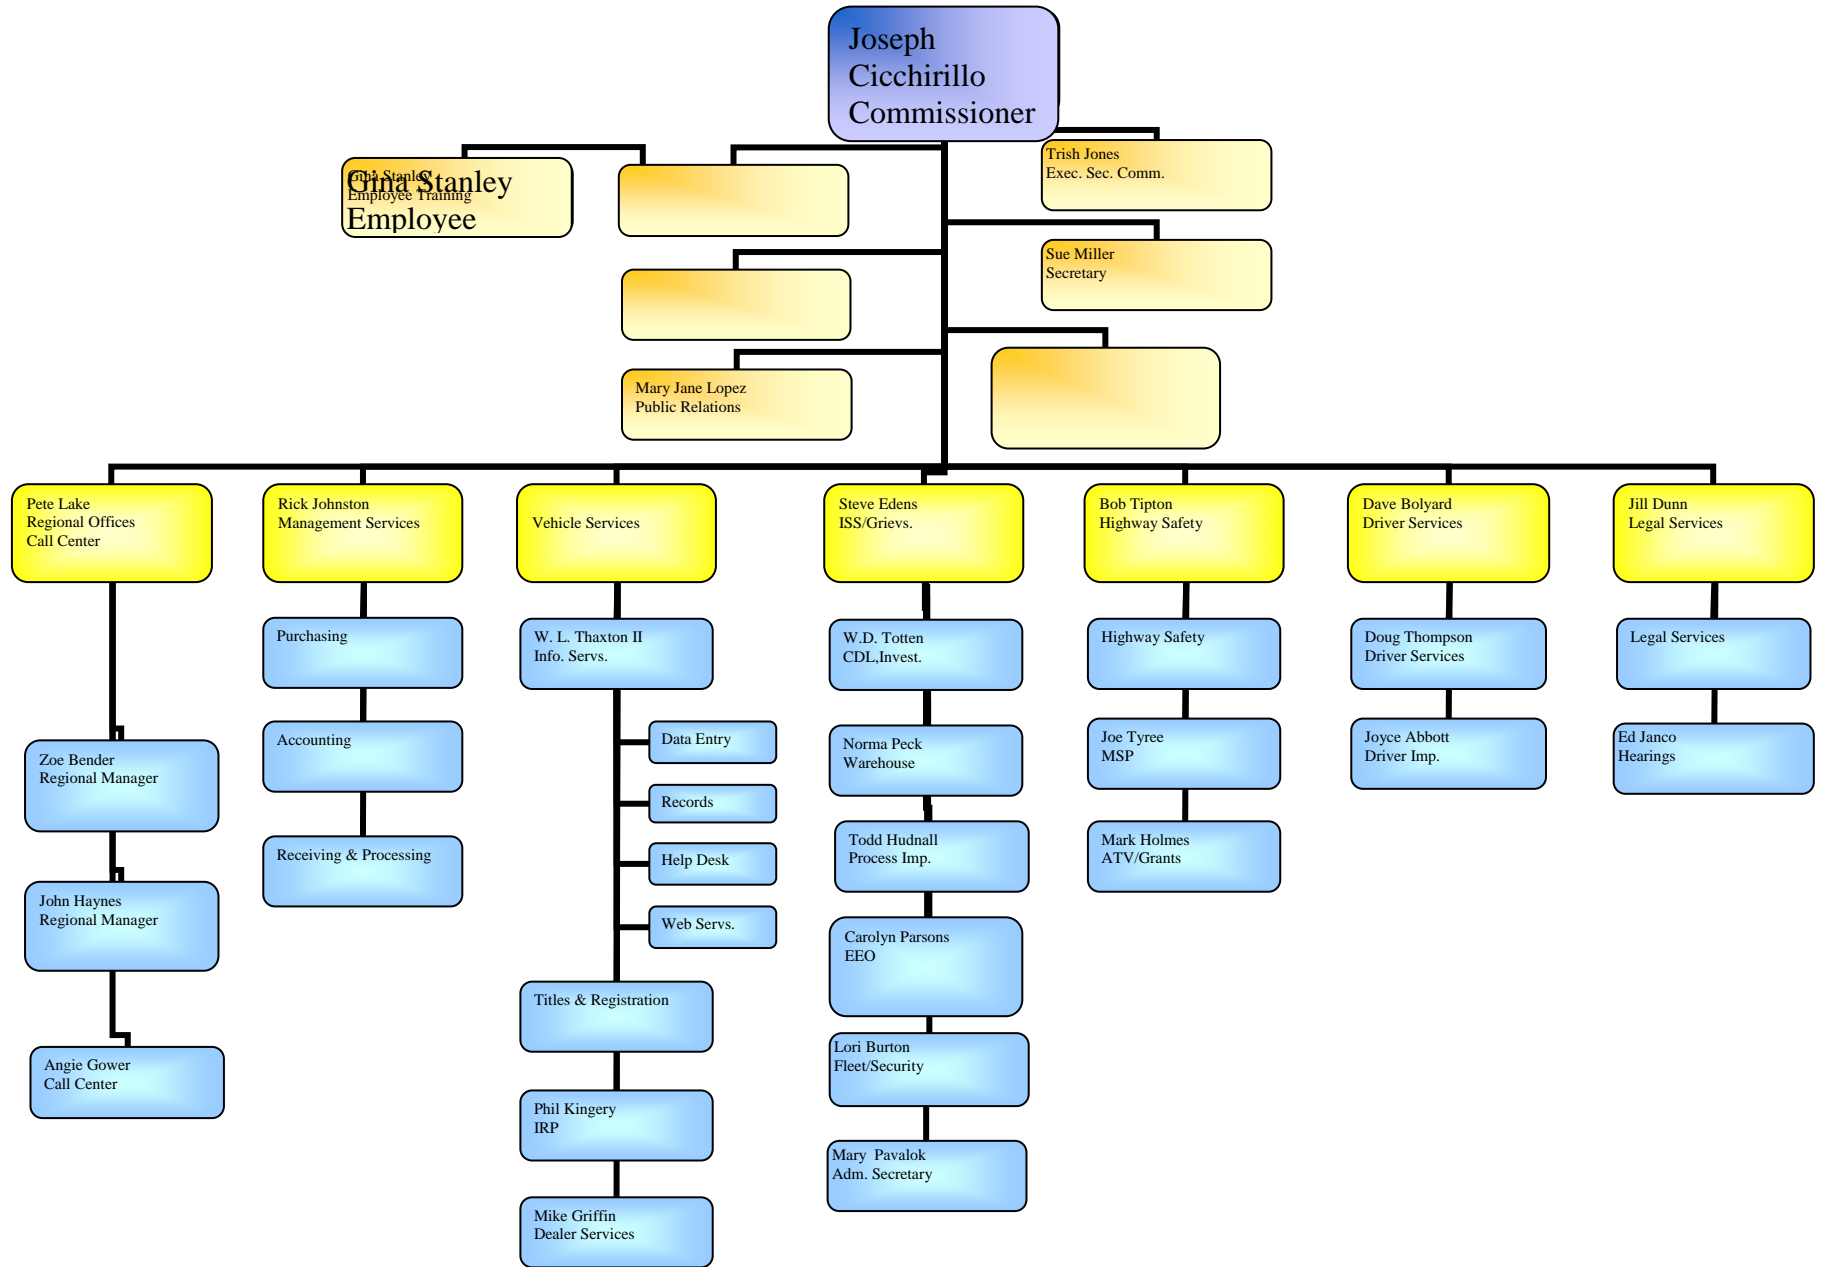 Joseph
Cicchirillo
Commissioner
Gina Stanley
Employee Training
Gina Stanley
Employee
Trish Jones
Exec. Sec. Comm.
Sue Miller
Secretary
Mary Jane Lopez
Public Relations
Pete Lake
Regional Offices
Call Center
Rick Johnston
Management Services
Vehicle Services
Steve Edens
ISS/Grievs.
Bob Tipton
Highway Safety
Dave Bolyard
Driver Services
Jill Dunn
Legal Services
Zoe Bender
Regional Manager
John Haynes
Regional Manager
Angie Gower
Call Center
Purchasing
Accounting
Receiving & Processing
W. L. Thaxton II
Info. Servs.
Data Entry
Records
Help Desk
Web Servs.
Titles & Registration
Phil Kingery
IRP
Mike Griffin
Dealer Services
W.D. Totten
CDL,Invest.
Norma Peck
Warehouse
Todd Hudnall
Process Imp.
Carolyn Parsons
EEO
Lori Burton
Fleet/Security
Mary  Pavalok
Adm. Secretary
Highway Safety
Joe Tyree
MSP
Mark Holmes
ATV/Grants
Doug Thompson
Driver Services
Joyce Abbott
Driver Imp.
Legal Services
Ed Janco
Hearings